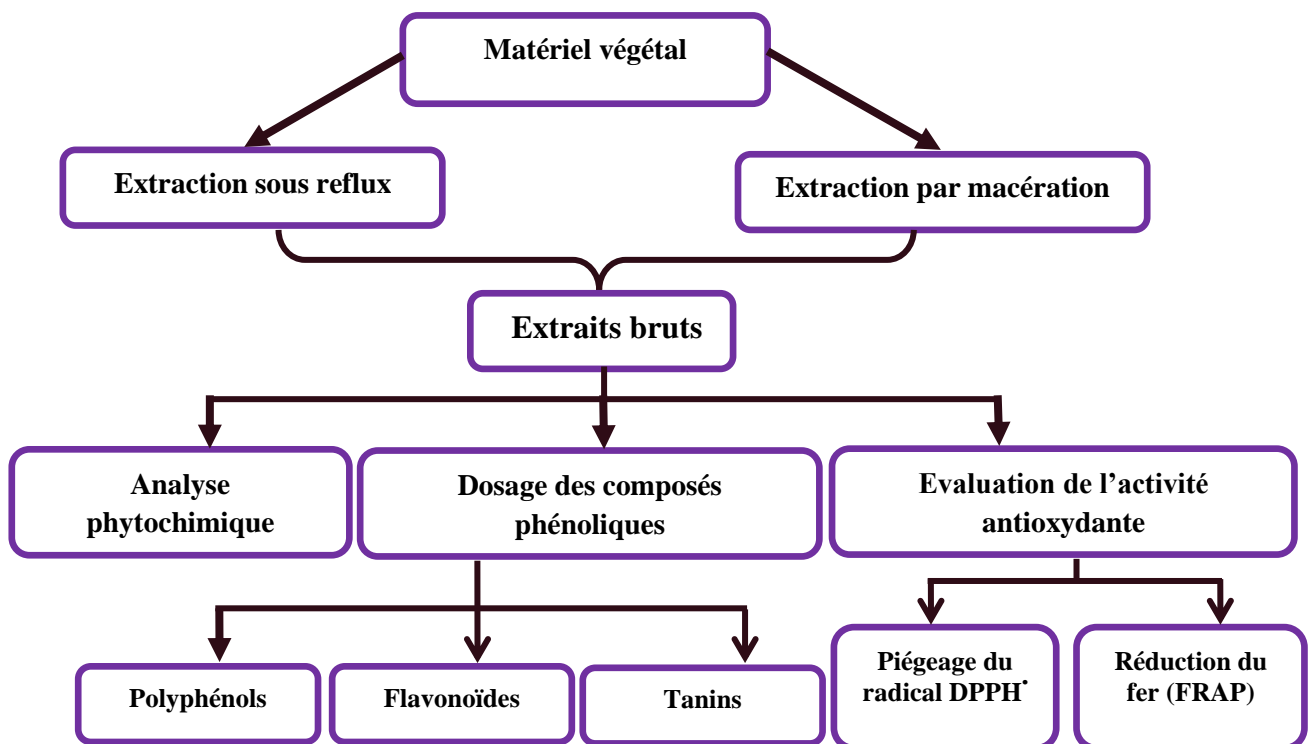 Matériel végétal
Extraction sous reflux
Extraction par macération
Extraits bruts
Analyse
phytochimique
Dosage des composés
phénoliques
Evaluation de l’activité
antioxydante
Polyphénols
Flavonoïdes
Tanins
Piégeage du
radical DPPH•
Réduction du
fer (FRAP)